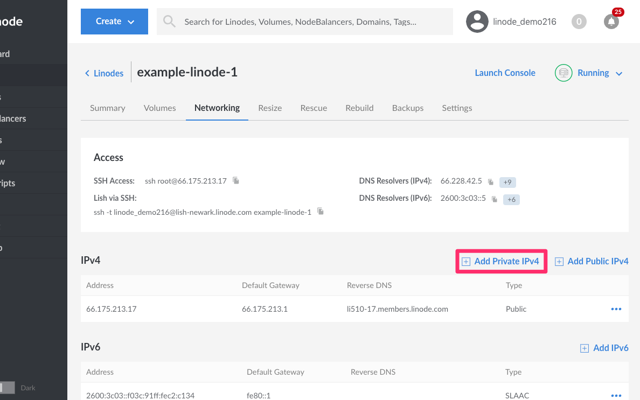 node
Create
Search for Linodes, Volumes, NodeBalancers, Domains, Tags...
linode_demo216
0
25
Linodes
example-linode-1
Launch Console
Running
Summary Volumes Networking Resize Rescue Rebuild Backups Settings
Access
SSH Access: ssh root@66.175.213.17
DNS Resolvers (IPv4): 66.228.42.5 +9
Lish via SSH:
DNS Resolvers (IPv6): 2600:3c03::5 +6
ssh -t linode_demo216@lish-newark.linode.com example-linode-1
IPv4
Add Private IPv4
Add Public IPv4
Address Default Gateway Reverse DNS Type
66.175.213.17 66.175.213.1 li510-17.members.linode.com Public
IPv6
Add IPv6
Address Default Gateway Reverse DNS Type
2600:3c03::f03c:91ff:fec2:c134 fe80::1 SLAAC
Dark